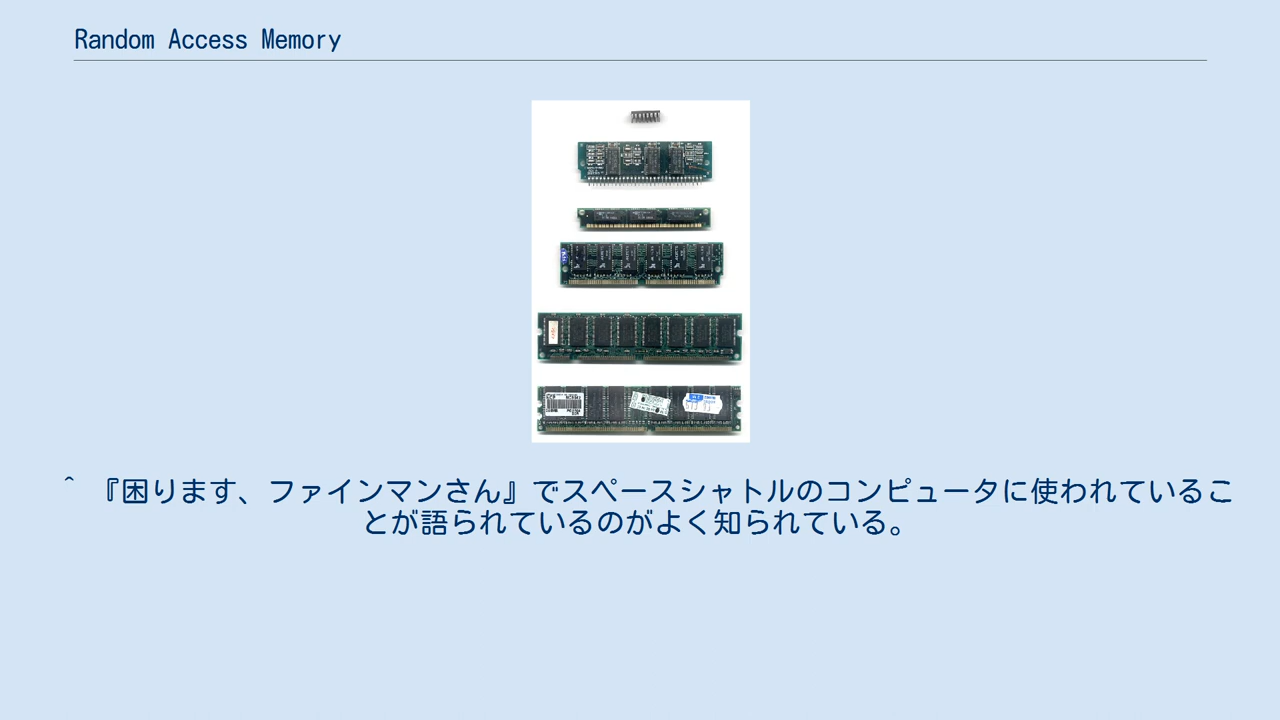 Random Access Memory
^ 『困ります、ファインマンさん』でスペースシャトルのコンピュータに使われているこ
とが語られているのがよく知られている。